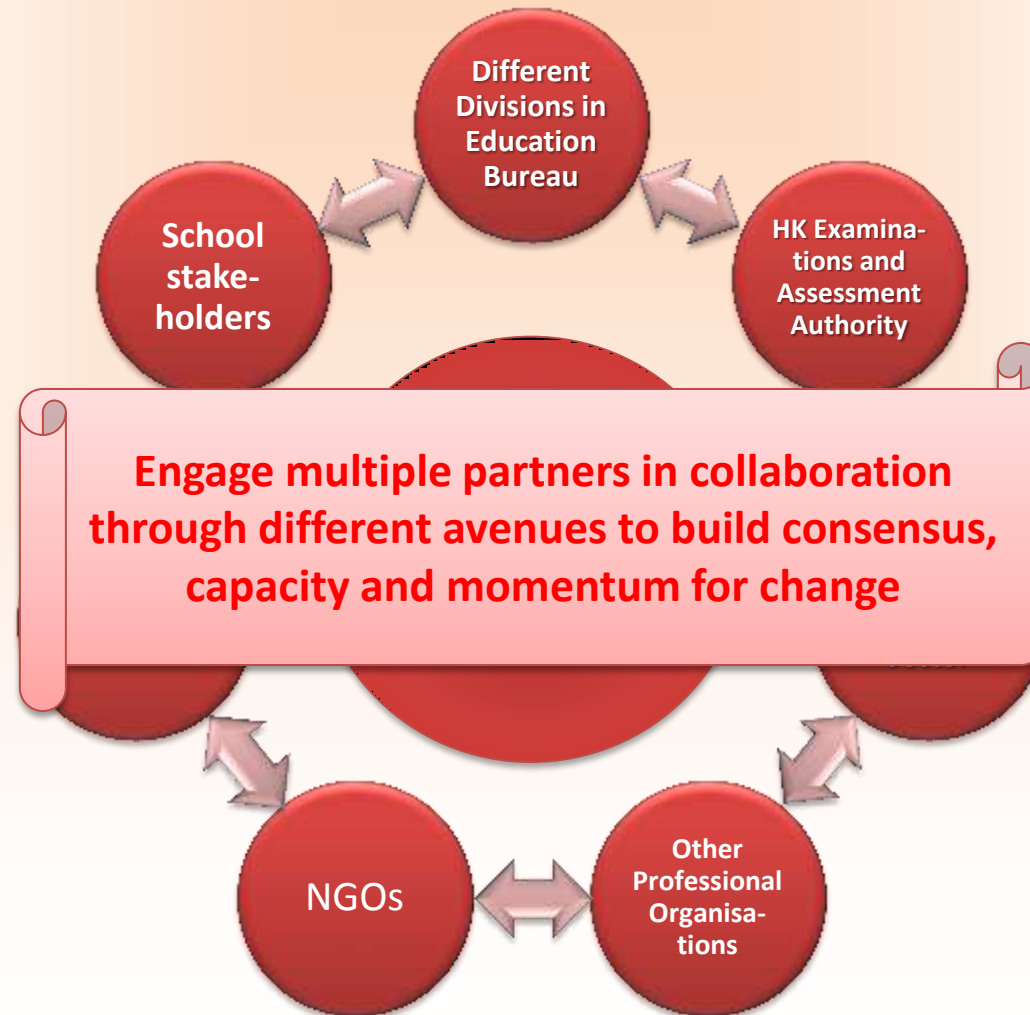 Different
Divisions in
Education
Bureau
School
stake-
holders
HK Examina-
tions and
Assessment
Authority
Engage multiple partners in collaboration
through different avenues to build consensus,
capacity and momentum for change
NGOs
Other
Professional
Organisa-
tions